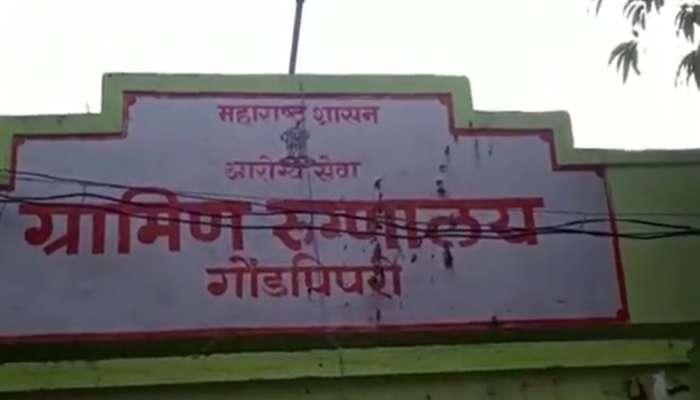 महाराष्ट्र शासन
आरोग्य सेवा
ग्रामिण रुग्णालय
गोंडपिपरी